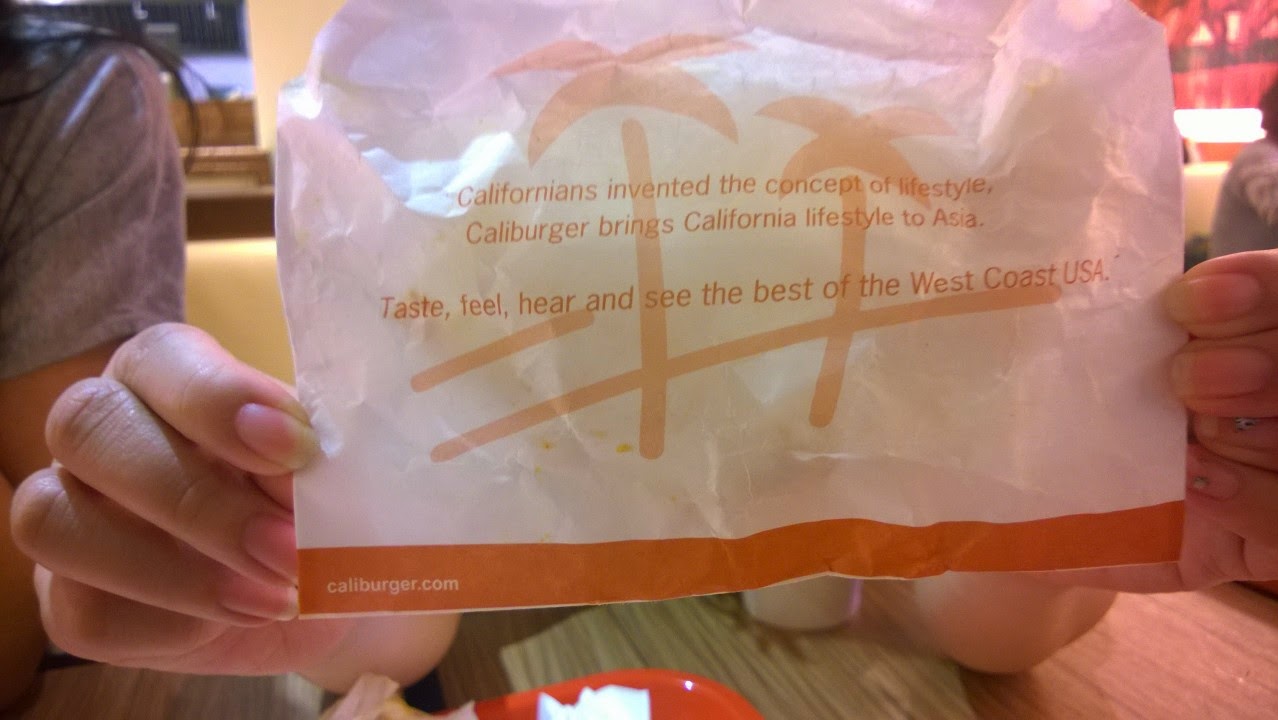 Californians invented the concept of lifestyle,
Caliburger brings California lifestyle to Asia.
Taste, feel, hear and see the best of the West Coast USA.
caliburger.com